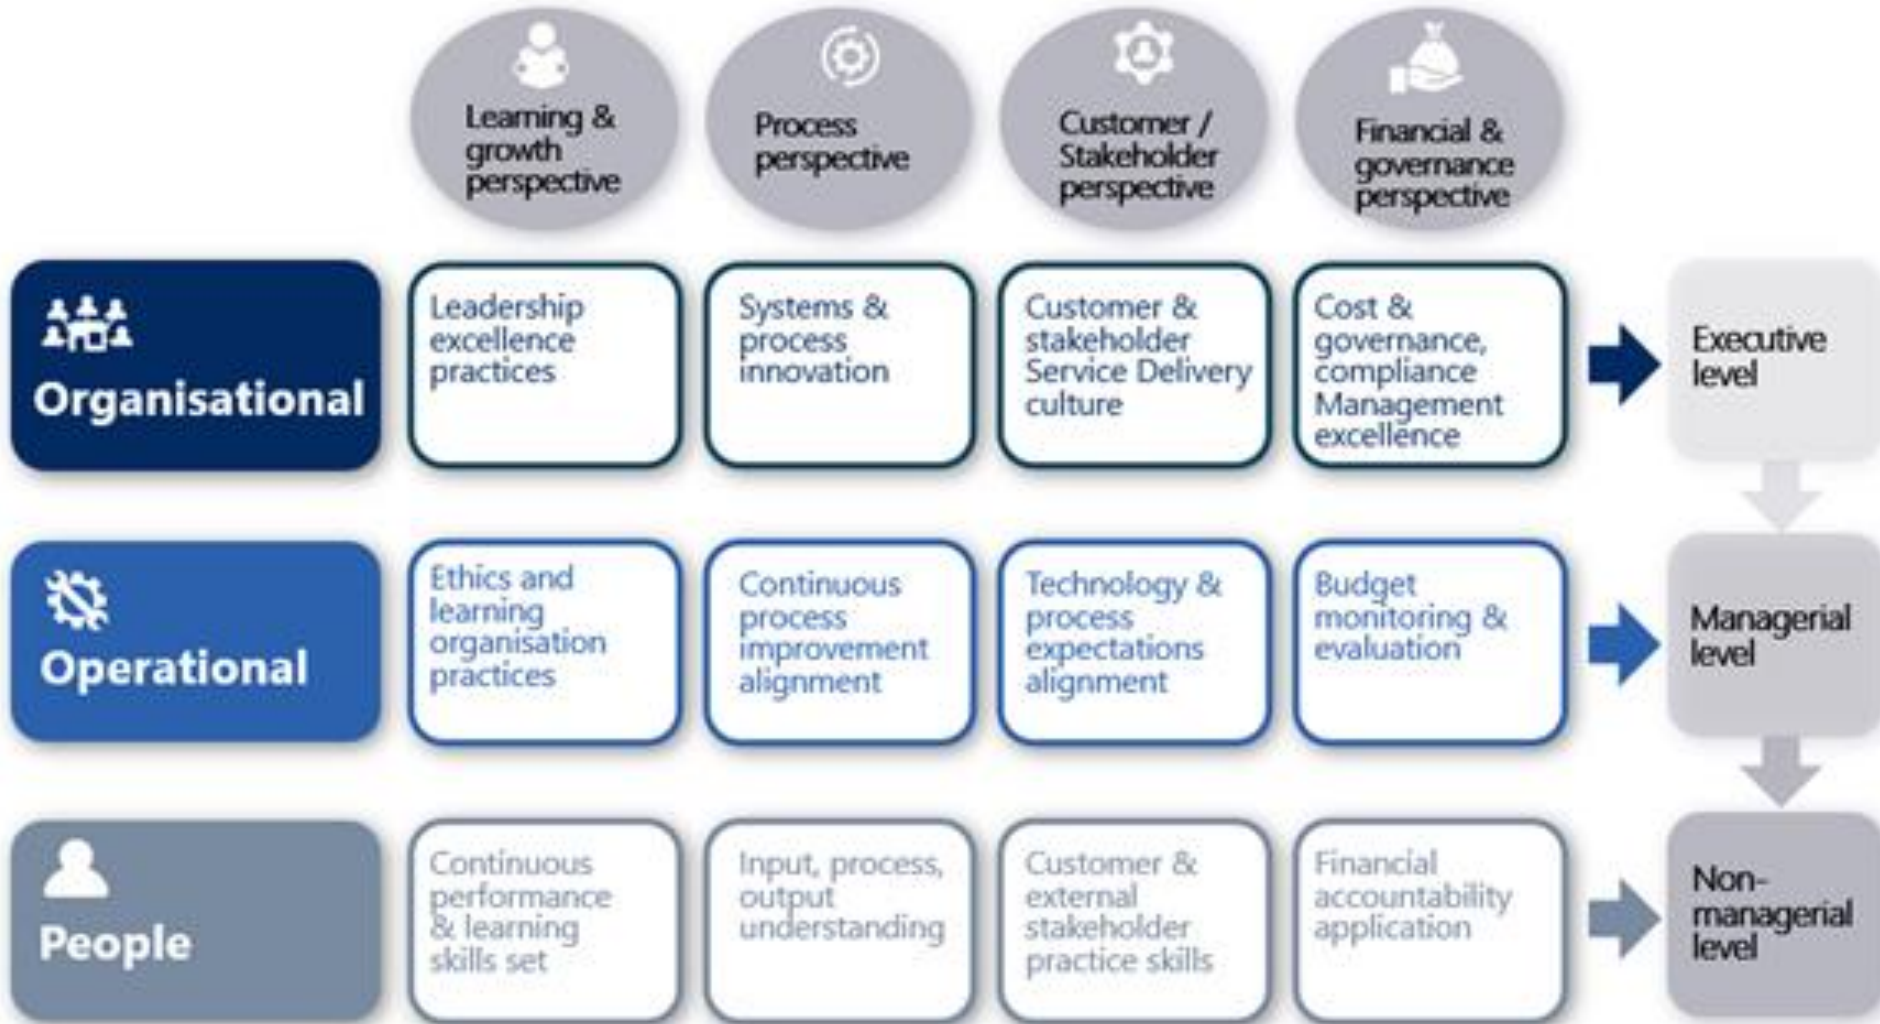 Learning &
growth
perspective
Process
perspective
Customer /
Stakeholder
perspective
Financial &
governance
perspective
Organisational
Leadership
excellence
practices
Systems &
process
innovation
Customer &
stakeholder
Service Delivery
culture
Cost &
governance,
compliance
Management
excellence
Executive
level
Operational
Ethics and
learning
organisation
practices
Continuous
process
improvement
alignment
Technology &
process
expectations
alignment
Budget
monitoring &
evaluation
Managerial
level
People
Continuous
performance
& learning
skills set
Input, process,
output
understanding
Customer &
external
stakeholder
practice skills
Financial
accountability
application
Non-
managerial
level